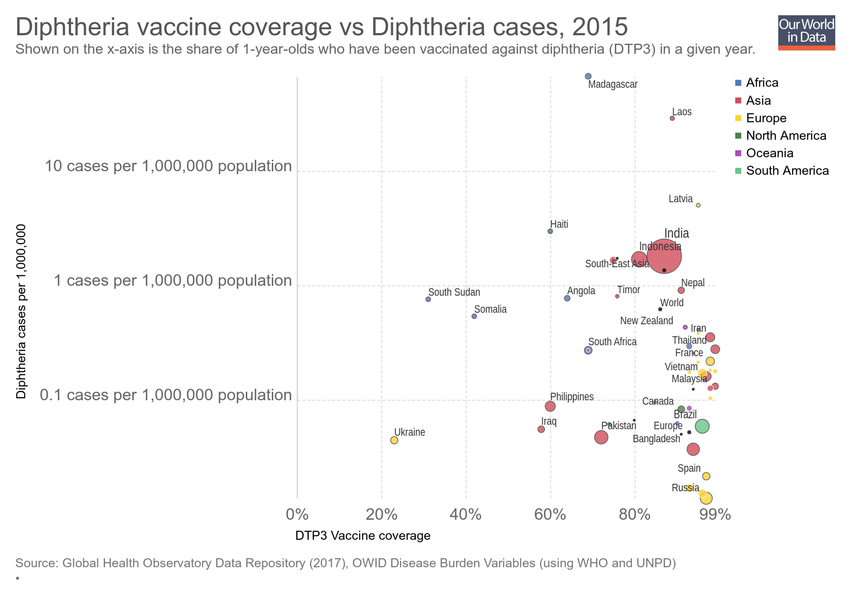 Diphtheria vaccine coverage vs Diphtheria cases, 2015
Shown on the x-axis is the share of 1-year-olds who have been vaccinated against diphtheria (DTP3) in a given year.
Our World
in Data
Africa
Asia
Europe
North America
Oceania
South America
Diphtheria cases per 1,000,000
10 cases per 1,000,000 population
1 cases per 1,000,000 population
0.1 cases per 1,000,000 population
Madagascar
Laos
Latvia
Haiti
India
Indonesia
South-East Asia
Nepal
South Sudan
Angola
Timor
Somalia
World
New Zealand
Iran
South Africa
Thailand
France
Vietnam
Malaysia
Philippines
Canada
Brazil
Iraq
Pakistan
Europe
Ukraine
Bangladesh
Spain
Russia
0%
20%
40%
60%
80%
99%
DTP3 Vaccine coverage
Source: Global Health Observatory Data Repository (2017), OWID Disease Burden Variables (using WHO and UNPD)
•